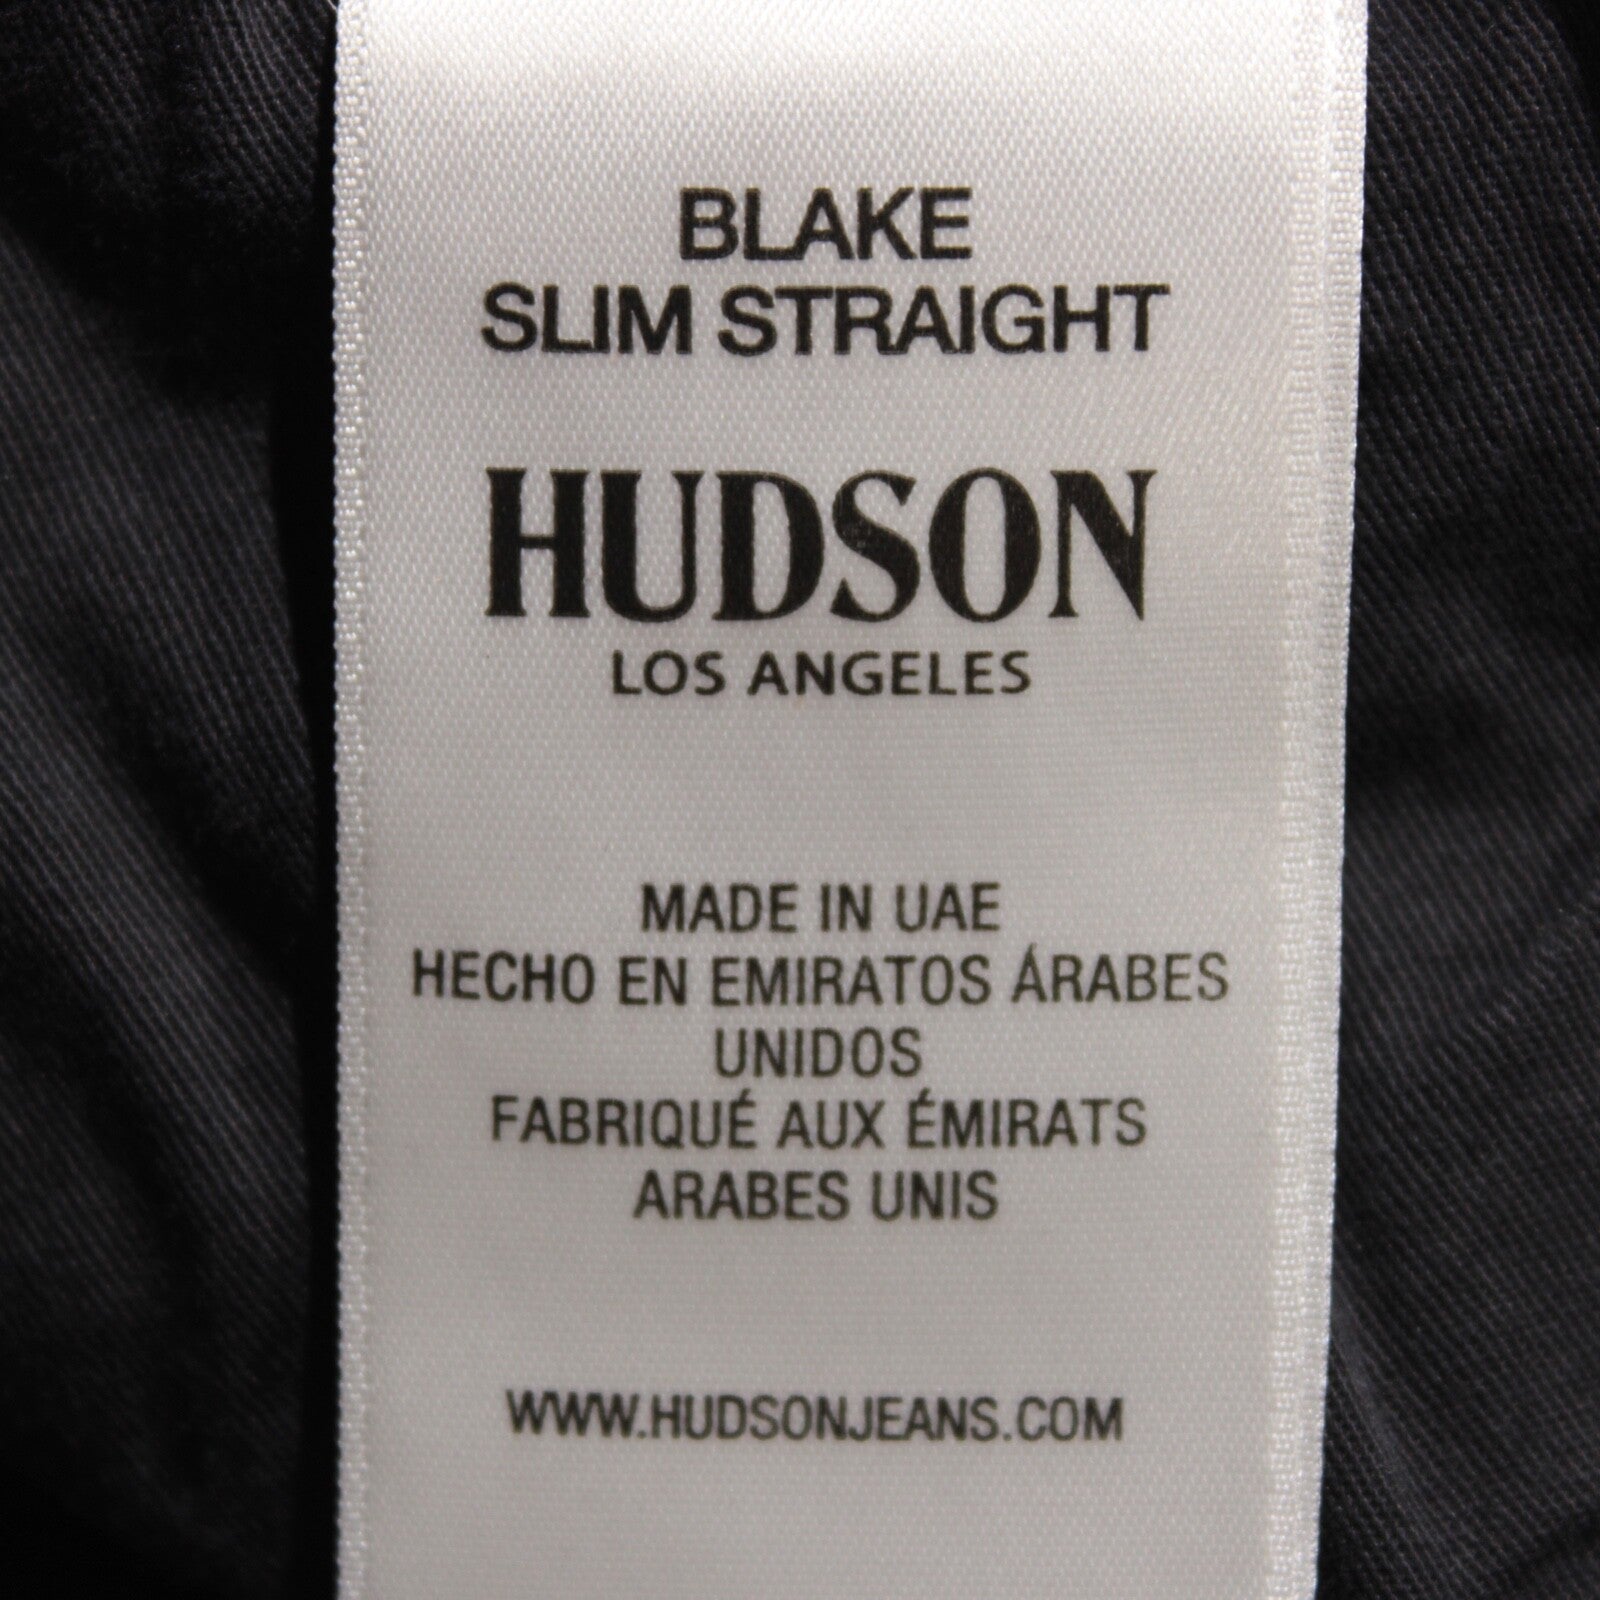 BLAKE
SLIM STRAIGHT
HUDSON
LOS ANGELES
MADE IN UAE
HECHO EN EMIRATOS ÁRABES
UNIDOS
FABRIQUÉ AUX ÉMIRATS
ARABES UNIS
WWW.HUDSONJEANS.COM